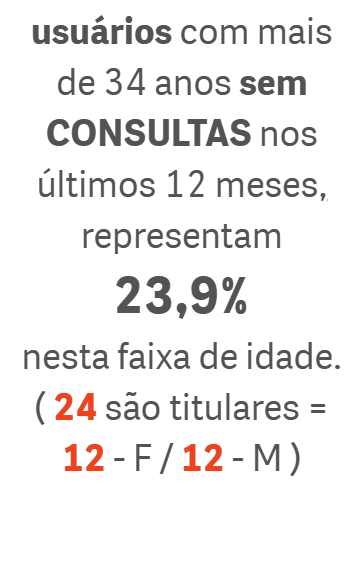 usuários com mais
de 34 anos sem
CONSULTAS nos
últimos 12 meses,
representam
23,9%
nesta faixa de idade.
( 24 são titulares =
12 - F / 12 - M )